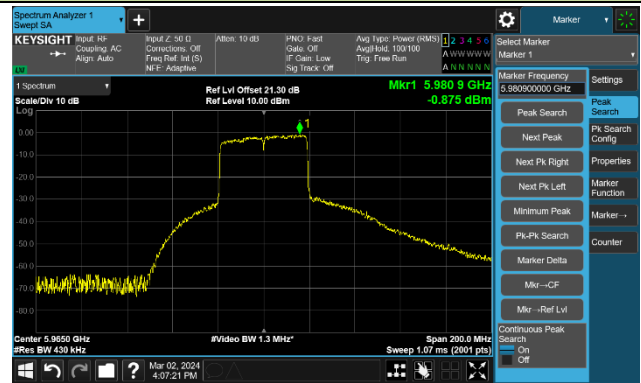 Spectrum Analyzer 1
Swept SA
Marker
KEYSIGHT Input: RF Input Z: 50 Ω Atten: 10 dB PNO: Fast Avg Type: Power (RMS) 1 2 3 4 5 6
Coupling: AC Corrections: Off Gate: Off Avg|Hold: 100/100 A W W W W W
Align: Auto Freq Ref: Int (S) IF Gain: Low Trig: Free Run
NFE: Adaptive Sig Track: Off A N N N N N
LW
Select Marker
Marker 1
1 Spectrum
Scale/Div 10 dB
Ref Lvl Offset 21.30 dB
Ref Level 10.00 dBm
Mkr1 5.980 9 GHz
-0.875 dBm
Log
0.00
-10.0
-20.0
-30.0
-40.0
-50.0
-60.0
-70.0
-80.0
1
Center 5.9650 GHz #Video BW 1.3 MHz* Span 200.0 MHz
#Res BW 430 kHz Sweep 1.07 ms (2001 pts)
Mar 02, 2024
4:07:21 PM
Marker Frequency
5.980900000 GHz
Peak Search
Next Peak
Next Pk Right
Next Pk Left
Minimum Peak
Pk-Pk Search
Marker Delta
Mkr→CF
Mkr→Ref Lvl
Continuous Peak
Search
On
Off
Settings
Peak
Search
Pk Search
Config
Properties
Marker
Function
Marker→
Counter